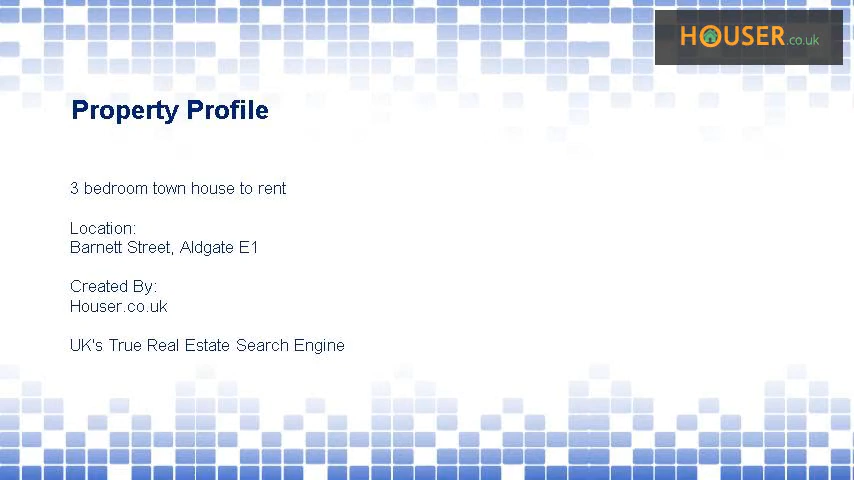 HOUSER.co.uk
Property Profile
3 bedroom town house to rent
Location:
Barnett Street, Aldgate E1
Created By:
Houser.co.uk
UK's True Real Estate Search Engine